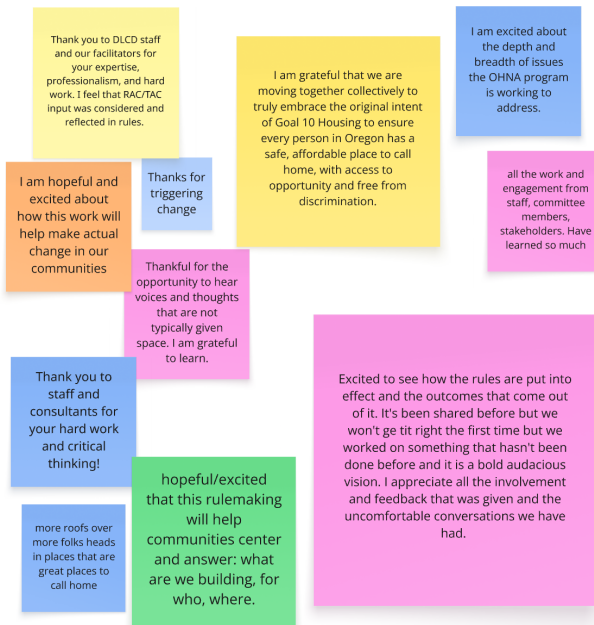 Thank you to DLCD staff
and our facilitators for
your expertise,
professionalism, and hard
work. I feel that RAC/TAC
input was considered and
reflected in rules.
I am grateful that we are
moving together collectively to
truly embrace the original intent
of Goal 10 Housing to ensure
every person in Oregon has a
safe, affordable place to call
home, with access to
opportunity and free from
discrimination.
I am excited about
the depth and
breadth of issues
the OHNA program
is working to
address.
I am hopeful and
excited about
how this work will
help make actual
change in our
communities
Thanks for
triggering
change
all the work and
engagement from
staff, committee
members,
stakeholders. Have
learned so much
Thankful for the
opportunity to hear
voices and thoughts
that are not
typically given
space. I am grateful
to learn.
Thank you to
staff and
consultants for
your hard work
and critical
thinking!
Excited to see how the rules are put into
effect and the outcomes that come out
of it. It's been shared before but we
won't ge tit right the first time but we
worked on something that hasn't been
done before and it is a bold audacious
vision. I appreciate all the involvement
and feedback that was given and the
uncomfortable conversations we have
had.
hopeful/excited
that this rulemaking
will help
communities center
and answer: what
are we building, for
who, where.
more roofs over
more folks heads
in places that are
great places to
call home